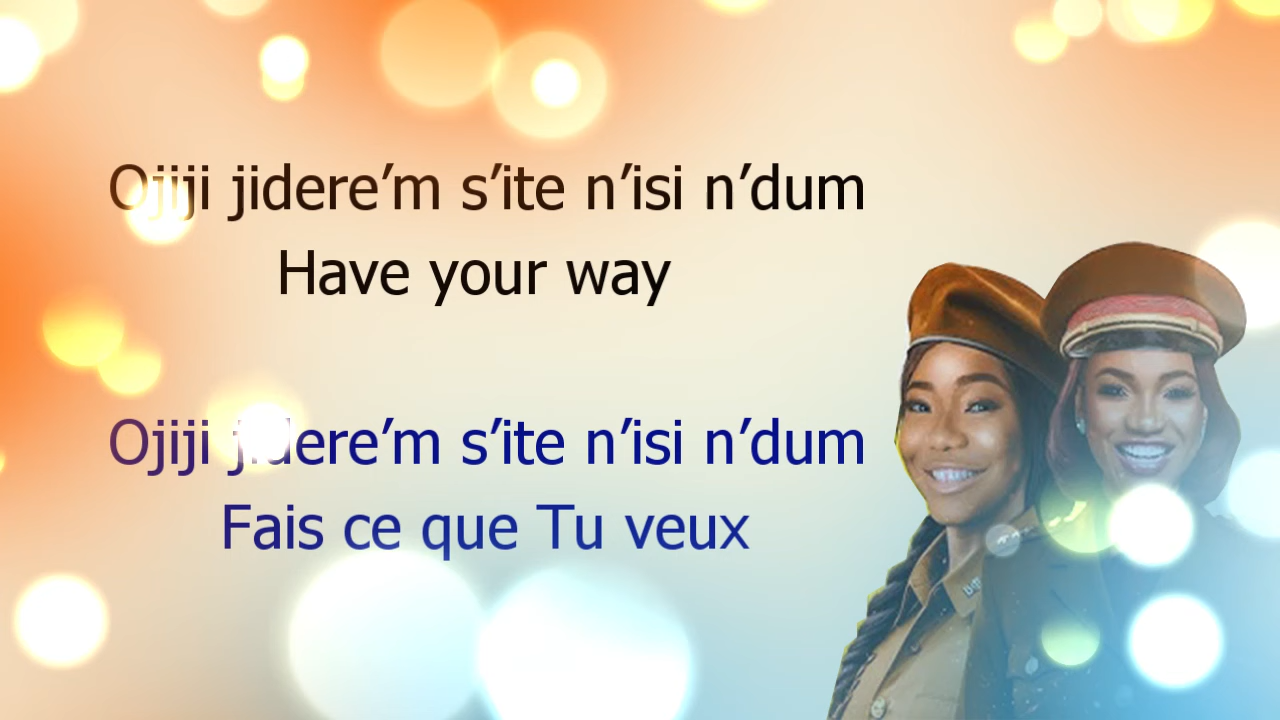 Ojiji jidere’m s’ite n’isi n’dum
Have your way
Ojiji jidere’m s’ite n’isi n’dum
Fais ce que Tu veux